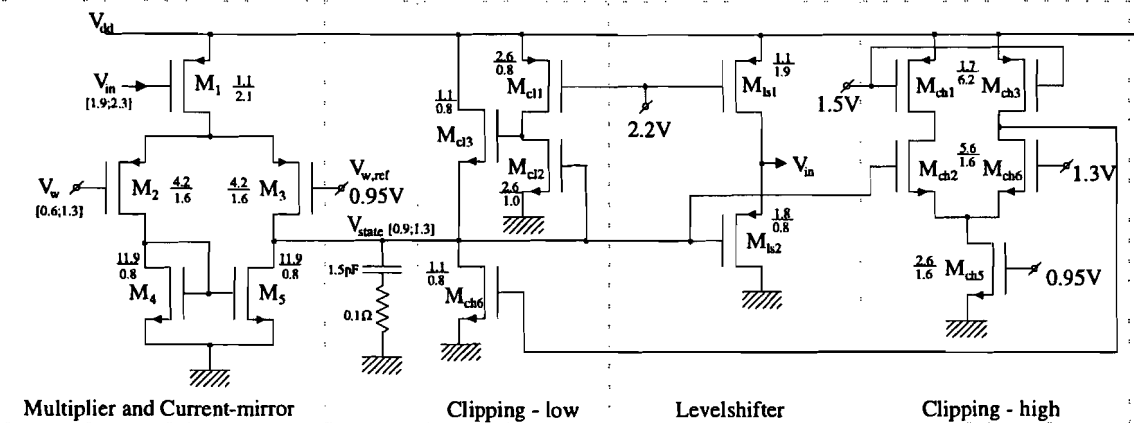 Vdd
Vin
[1.9;2.3]
M1
1.1
2.1
Vw
[0.6;1.3]
M2
4.2
1.6
4.2
1.6
M3
Vw,ref
0.95V
11.9
0.8
M4
11.9
0.8
M5
Multiplier and Current-mirror
Vstate [0.9;1.3]
1.5pF
0.1Ω
2.6
0.8
Mcl1
1.1
0.8
Mcl3
Mcl2
2.6
1.0
1.1
0.8
Mch6
Clipping - low
2.2V
1.1
1.9
Mls1
Vin
1.8
0.8
Mls2
Levelshifter
1.5V
Mch1
1.7
6.2
Mch3
Mch2
5.6
1.6
Mch6
1.3V
2.6
1.6
Mch5
0.95V
Clipping - high